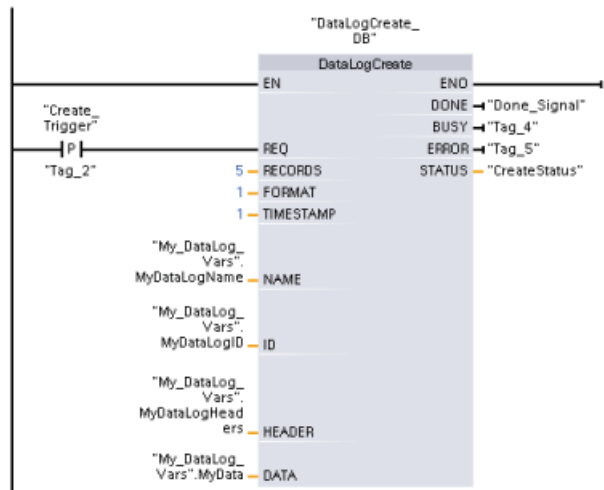 "DataLogCreate_
DB"
DataLogCreate
EN ENO
DONE "Done_Signal"
"Create_
Trigger"
BUSY "Tag_4"
P REQ ERROR "Tag_5"
"Tag_2" 5 RECORDS STATUS "CreateStatus"
1 FORMAT
1 TIMESTAMP
"My_DataLog_
Vars".
MyDataLogName NAME
"My_DataLog_
Vars".
MyDataLogID ID
"My_DataLog_
Vars".
MyDataLogHead
ers HEADER
"My_DataLog_
Vars".MyData DATA